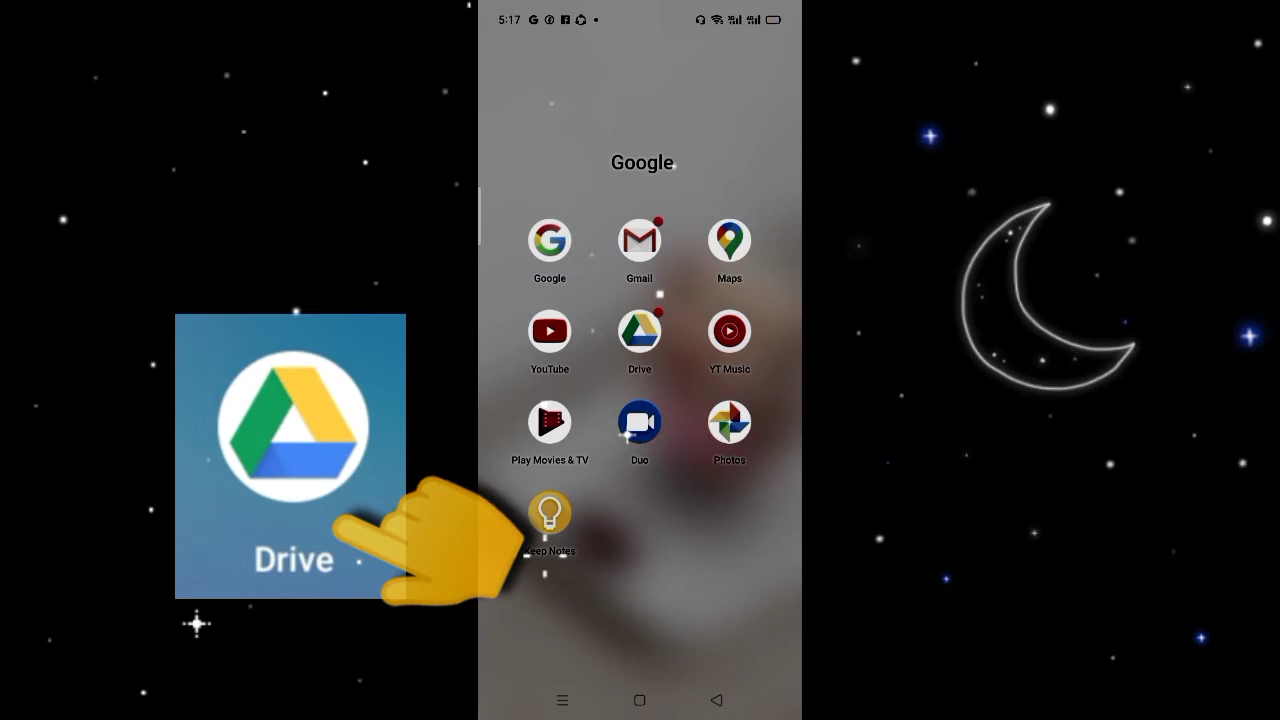 5:17
Google
Google Gmail Maps
YouTube Drive YT Music
Play Movies & TV Duo Photos
Keep Notes
Drive